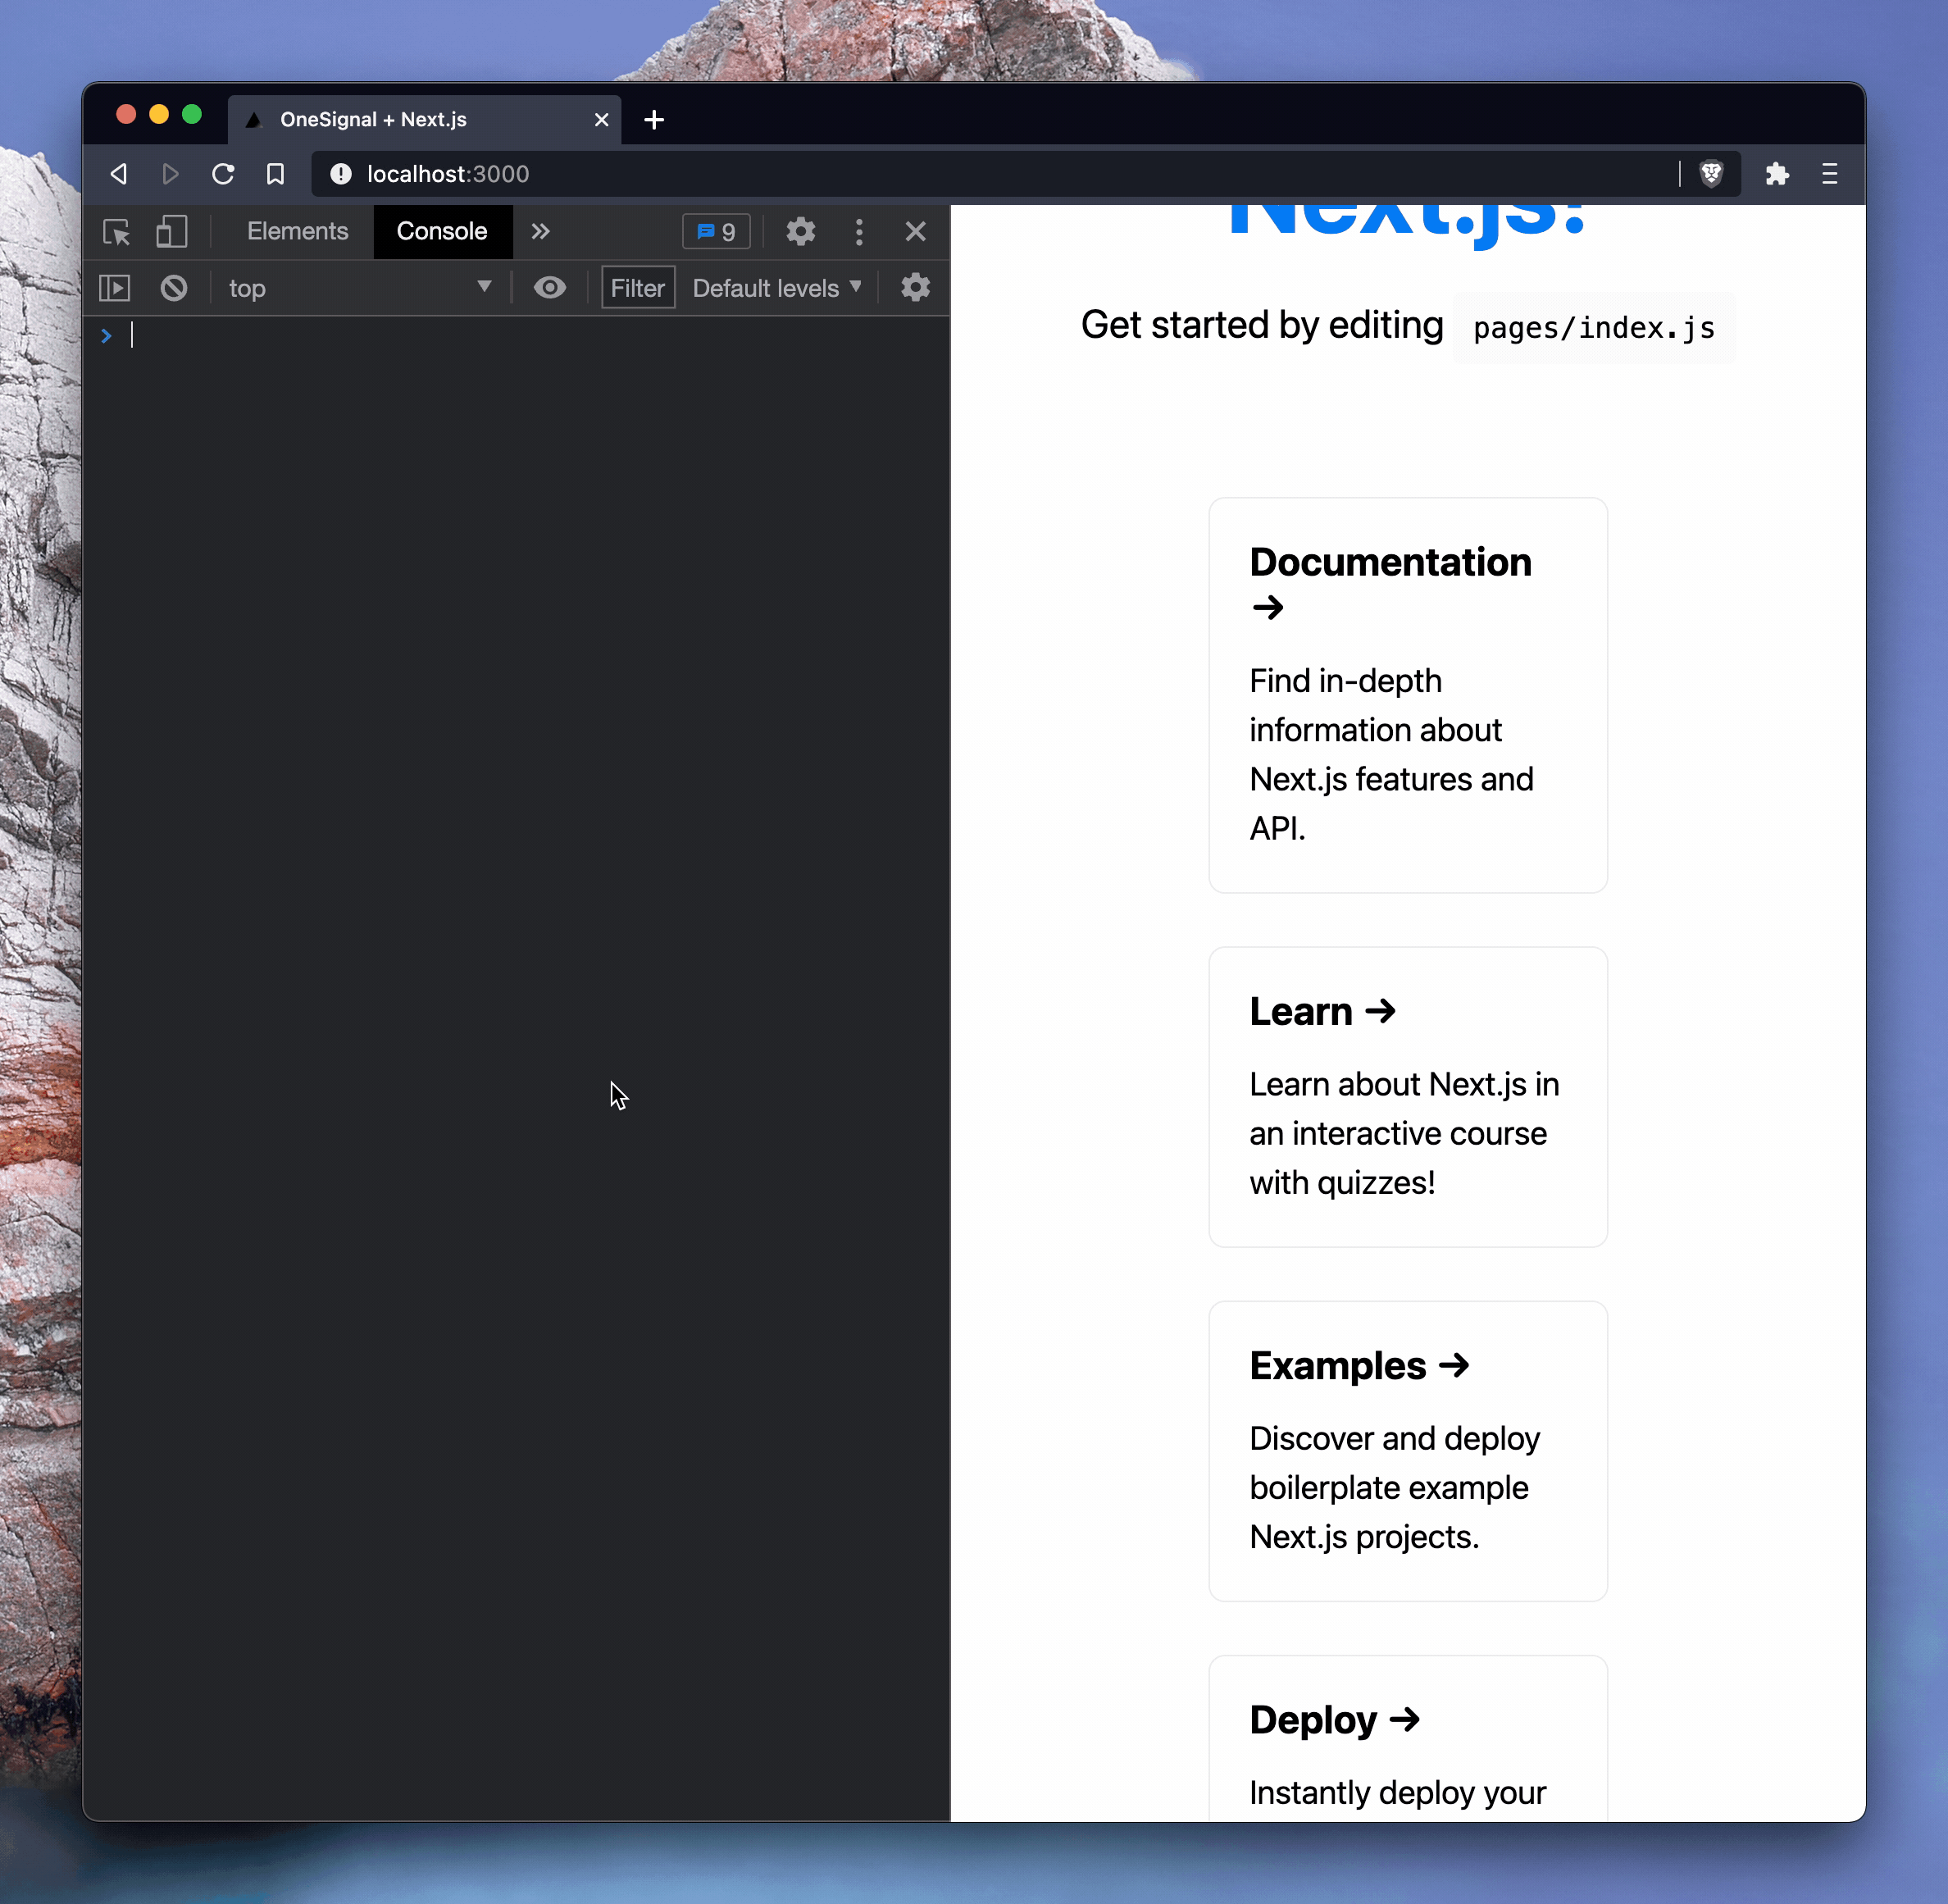 OneSignal + Next.js
localhost:3000
Elements
Console
9
top
Filter
Default levels
Next.js!
Get started by editing pages/index.js
Documentation
→
Find in-depth
information about
Next.js features and
API.
Learn →
Learn about Next.js in
an interactive course
with quizzes!
Examples →
Discover and deploy
boilerplate example
Next.js projects.
Deploy →
Instantly deploy your